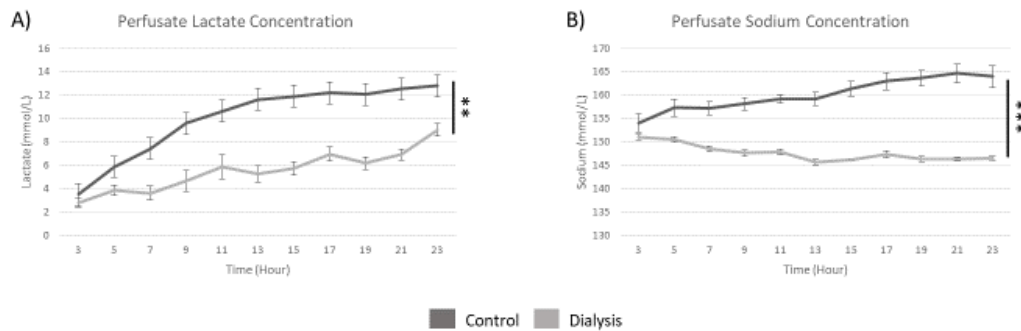 A)
Perfusate Lactate Concentration
16
14
12
10
8
6
4
2
0
Lactate (mmol/L)
3 5 7 9 11 13 15 17 19 21 23
Time (Hour)
**
B)
Perfusate Sodium Concentration
170
165
160
155
150
145
140
135
130
Sodium (mmol/L)
3 5 7 9 11 13 15 17 19 21 23
Time (Hour)
***
Control Dialysis